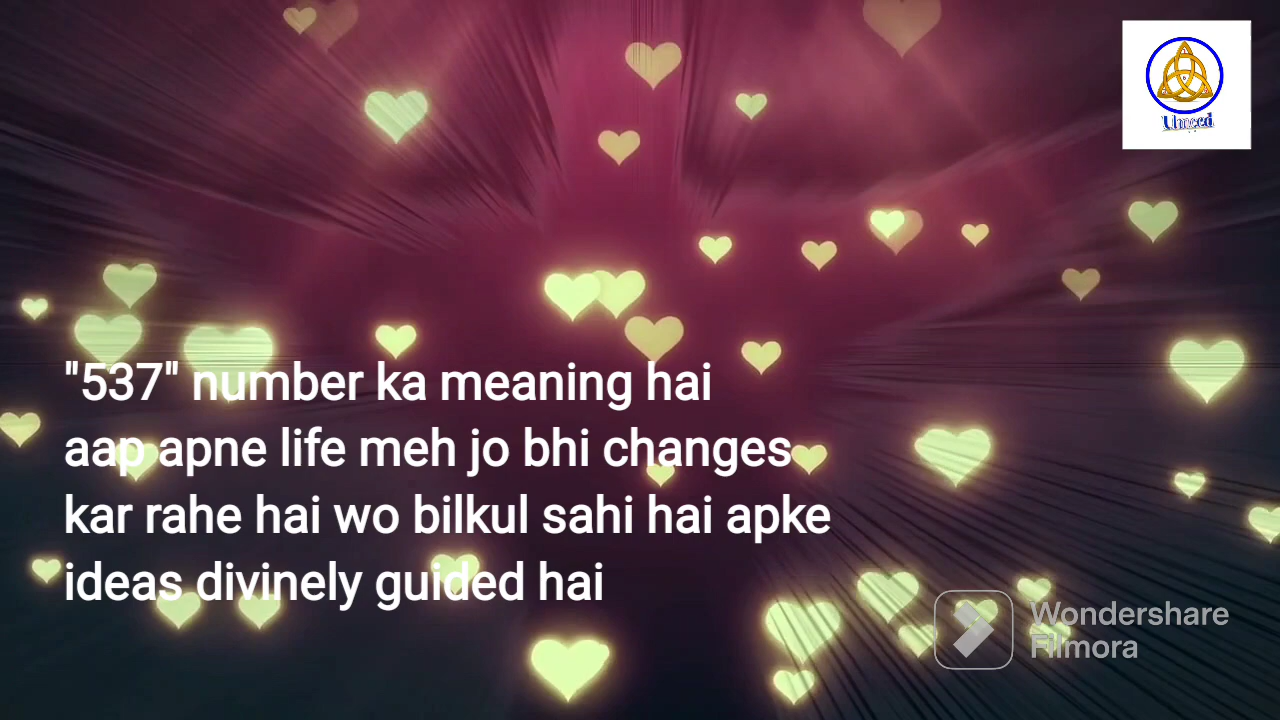 Umeed
"537" number ka meaning hai
aap apne life meh jo bhi changes
kar rahe hai wo bilkul sahi hai apke
ideas divinely guided hai
Wondershare
Filmora